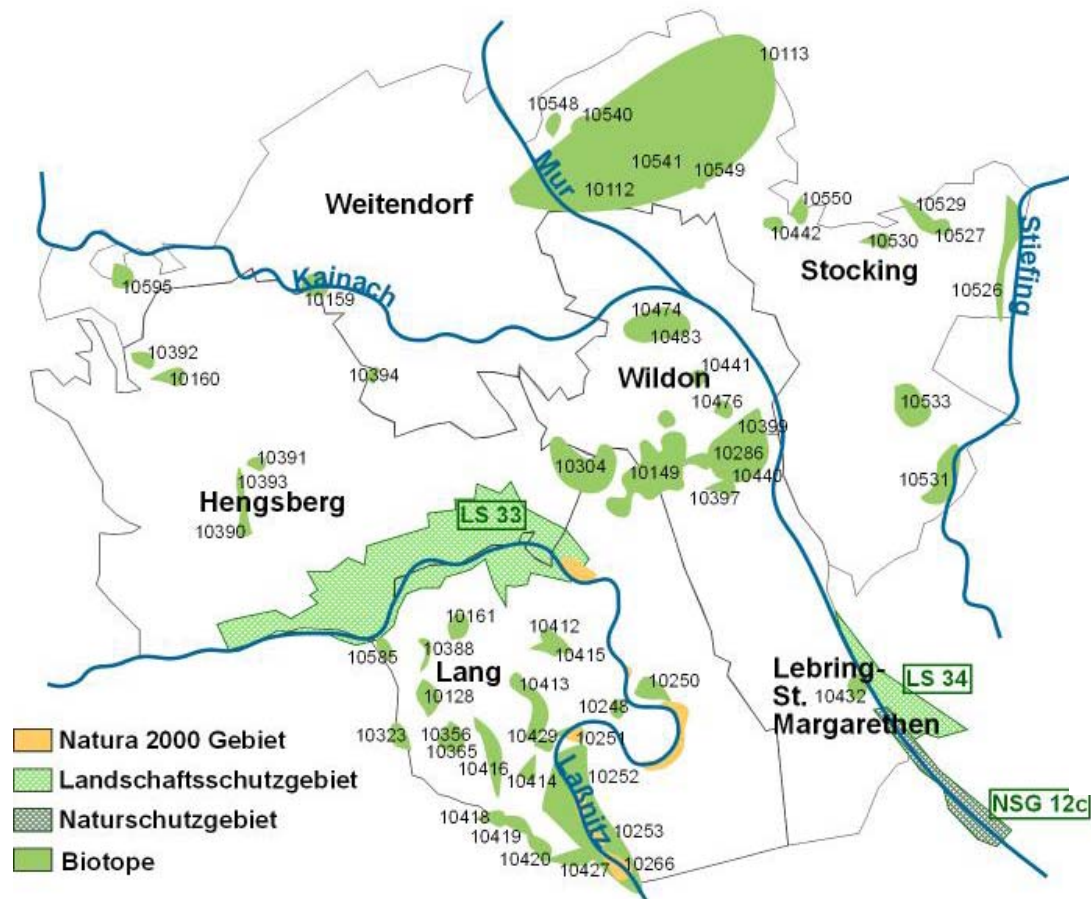 10113
10548
10540
Mur
10541
10549
10112
Weitendorf
10550
10529
10442
10530
10527
Stocking
Stiefing
10526
10595
Kainach
10159
10474
10483
10392
10160
10394
Wildon
10441
10476
10399
10533
10391
10393
Hengsberg
10390
10304
10149
10286
10440
10397
10531
LS 33
10161
10412
10388
10415
10585
Lang
10128
10413
10250
10248
Lebring-
St.
Margarethen
10432
LS 34
10323
10356
10365
10429
10251
10416
10414
10252
Laßnitz
10418
10419
10420
10253
10427
10266
NSG 12c
Natura 2000 Gebiet
Landschaftsschutzgebiet
Naturschutzgebiet
Biotope